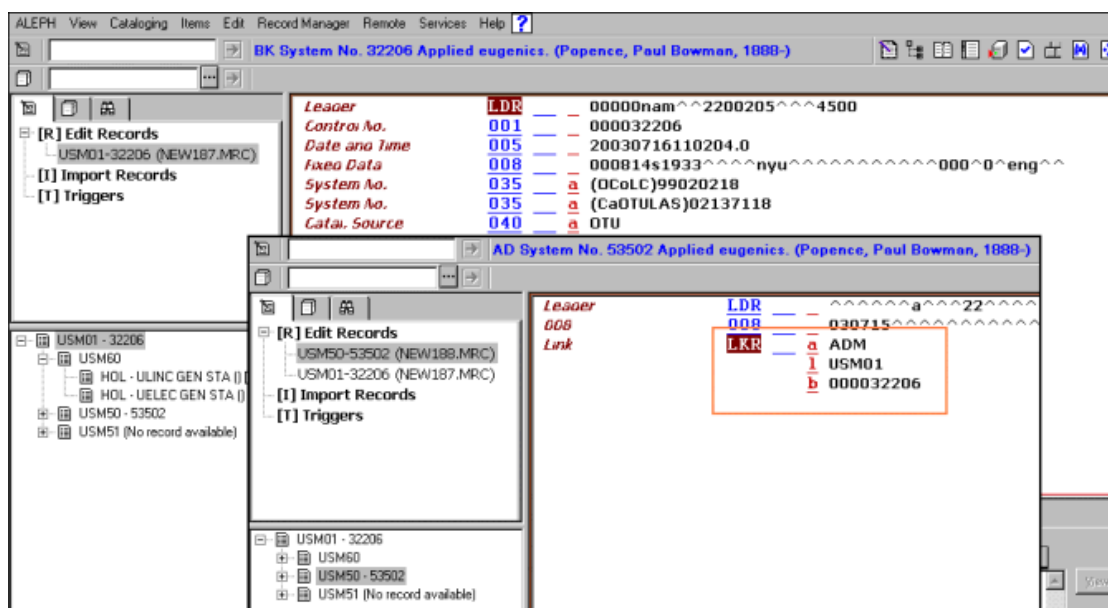 ALEPH View Cataloging Items Edit Record Manager Remote Services Help ?
BK System No. 32206 Applied eugenics. (Popence, Paul Bowman, 1888-)
[R] Edit Records
USM01-32206 (NEW187.MRC)
[I] Import Records
[T] Triggers
Leader LDR 00000nam^^2200205^^^4500
Control No. 001 000032206
Date and Time 005 20030716110204.0
Fixed Data 008 000814s1933^^^^nyu^^^^^^^^^^^^000^0^eng^^
System No. 035 a (OCoLC)99020218
System No. 035 a (CaOTULAS)02137118
Catal. Source 040 a OTU
USM01 - 32206
USM60
HOL - ULINC GEN STA () [
HOL - UELEC GEN STA ()
USM50 - 53502
USM51 (No record available)
AD System No. 53502 Applied eugenics. (Popence, Paul Bowman, 1888-)
[R] Edit Records
USM50-53502 (NEW188.MRC)
USM01-32206 (NEW187.MRC)
[I] Import Records
[T] Triggers
Leader LDR ^^^^^^a^^^22^^^^
008 008 030715^^^^^^^^^^^
Link LKR a ADM
l USM01
b 000032206
USM01 - 32206
USM60
USM50 - 53502
USM51 (No record available)
View